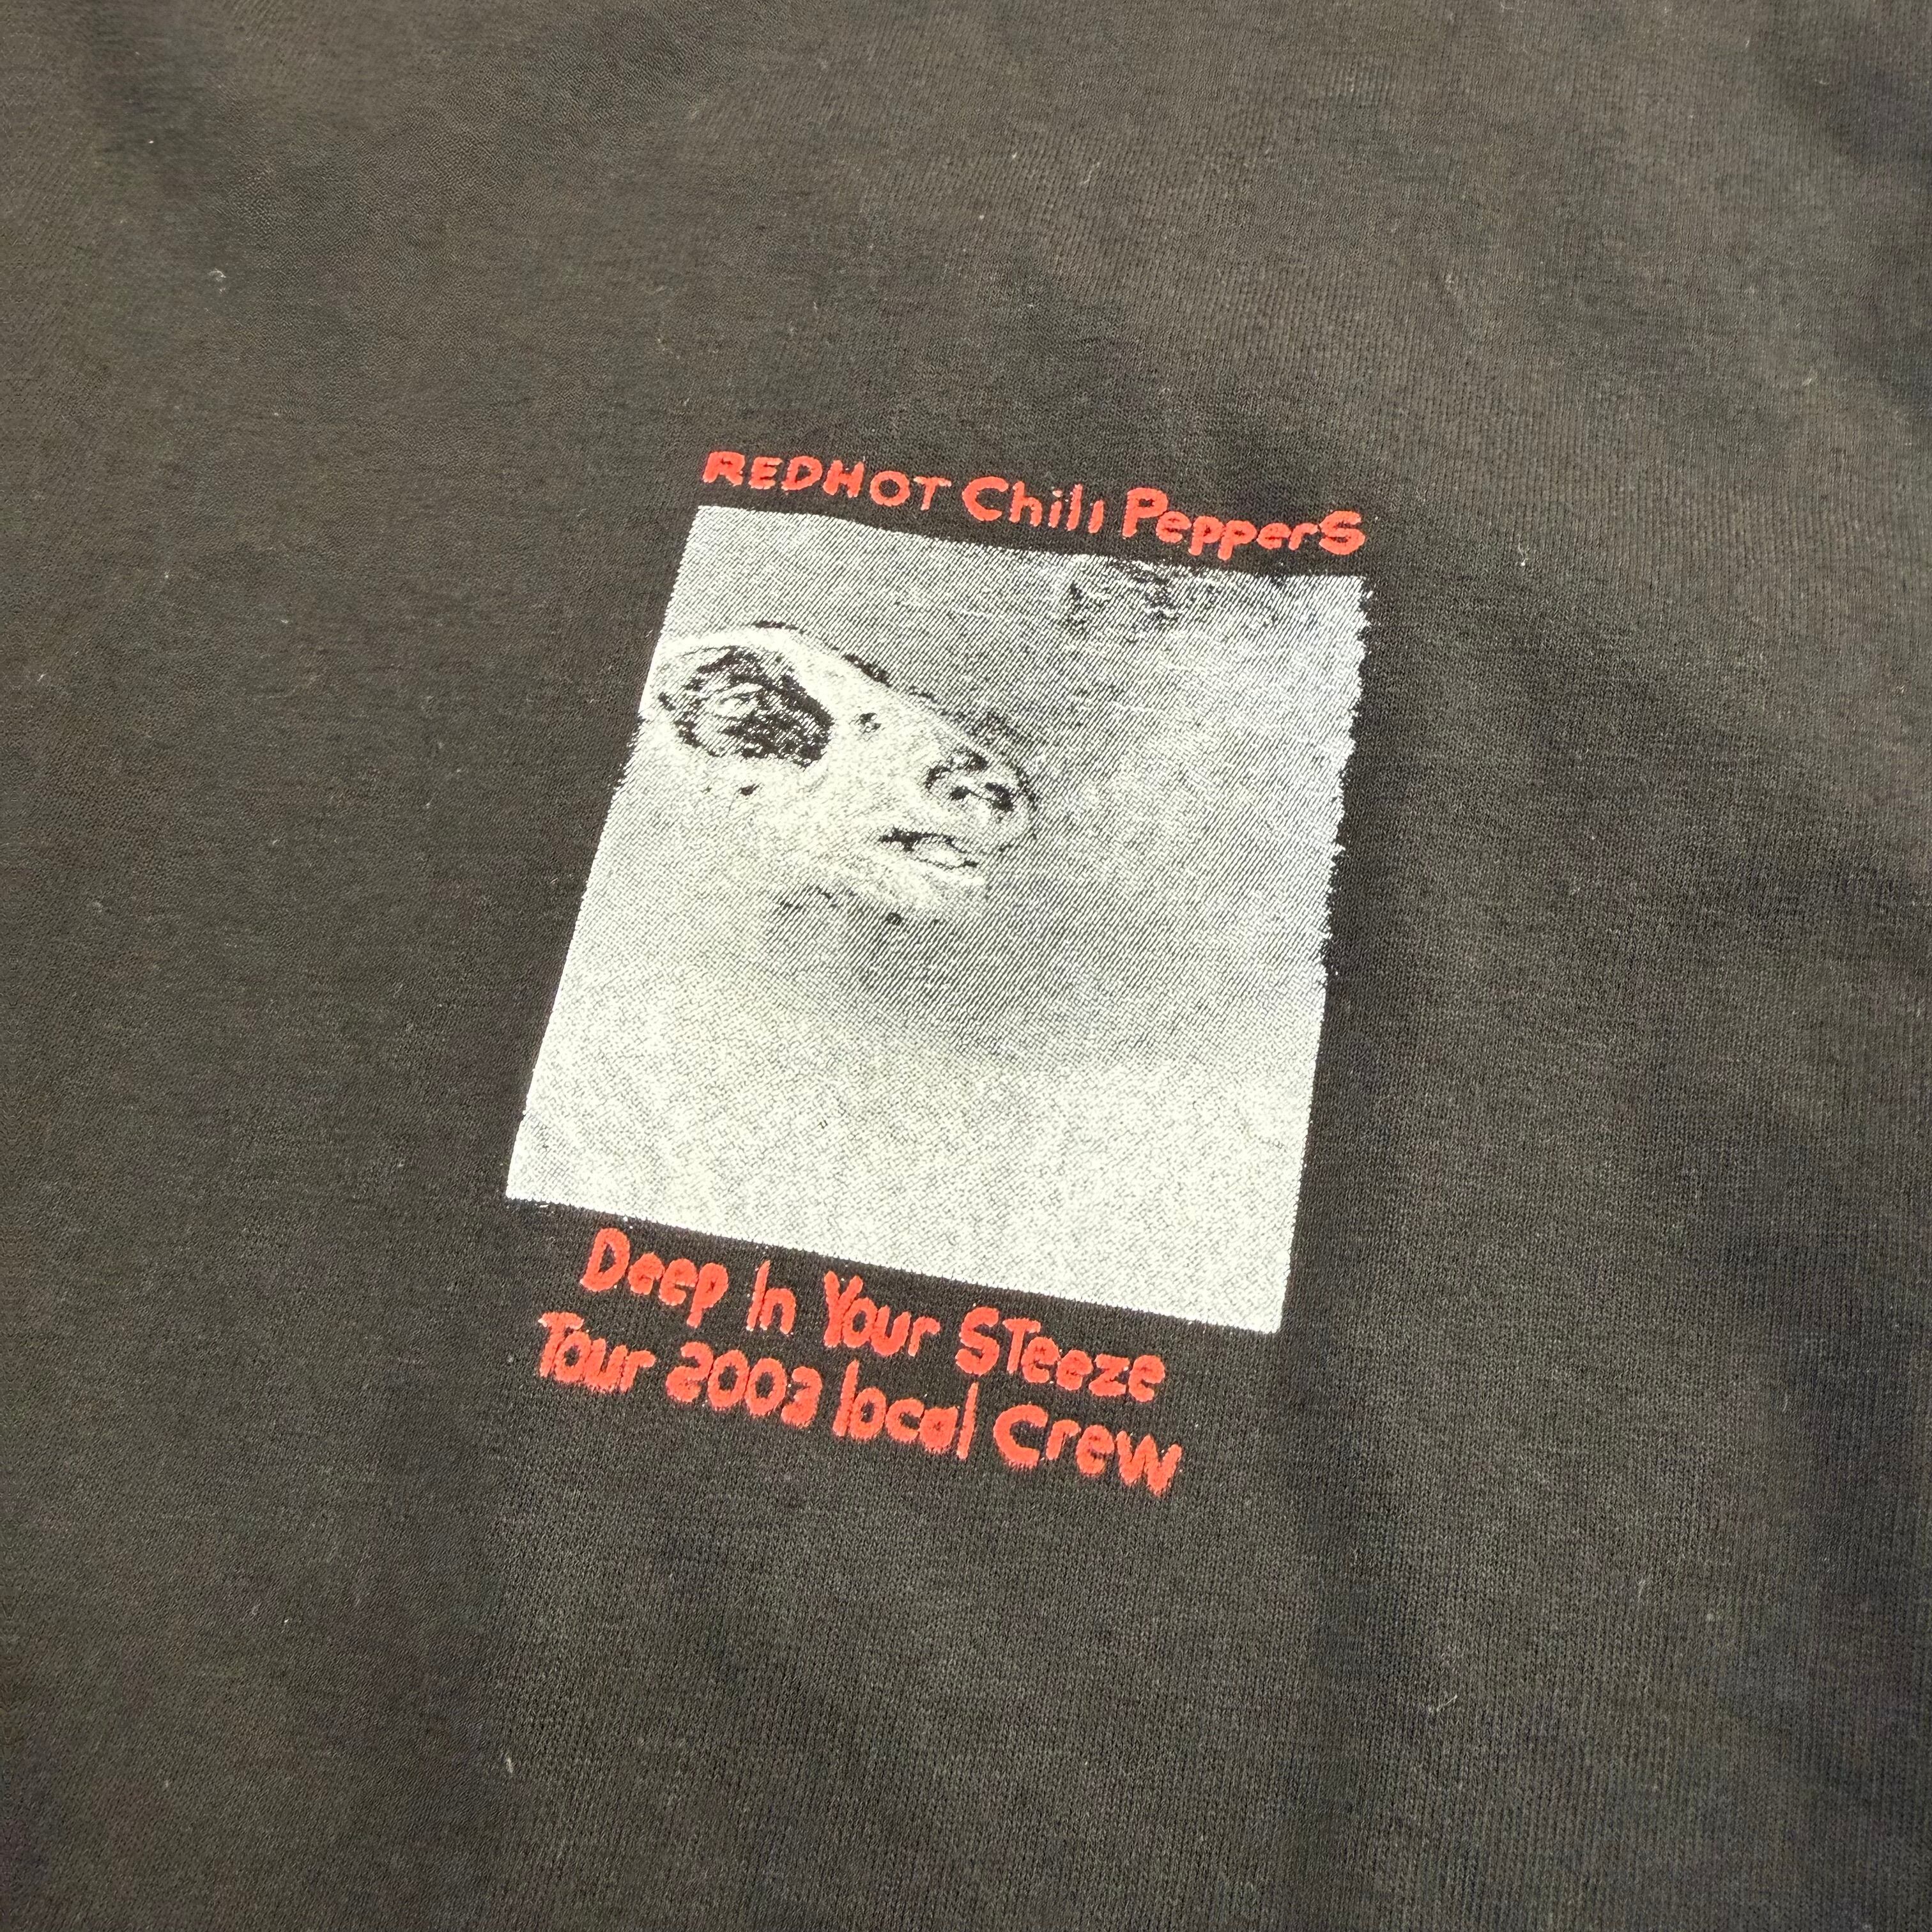 REDHOT Chili PepperS
Deep In Your STeeze
Tour 2003 local Crew